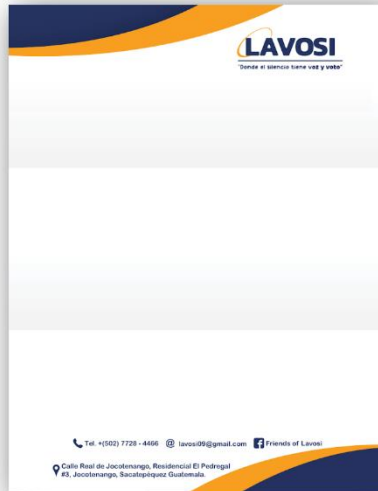 LAVOSI
"Donde el silencio tiene voz y voto"
Tel. +(502) 7728 - 4466 @ lavosi09@gmail.com Friends of Lavosi
Calle Real de Jocotenango, Residencial El Pedregal
#3, Jocotenango, Sacatepéquez Guatemala.